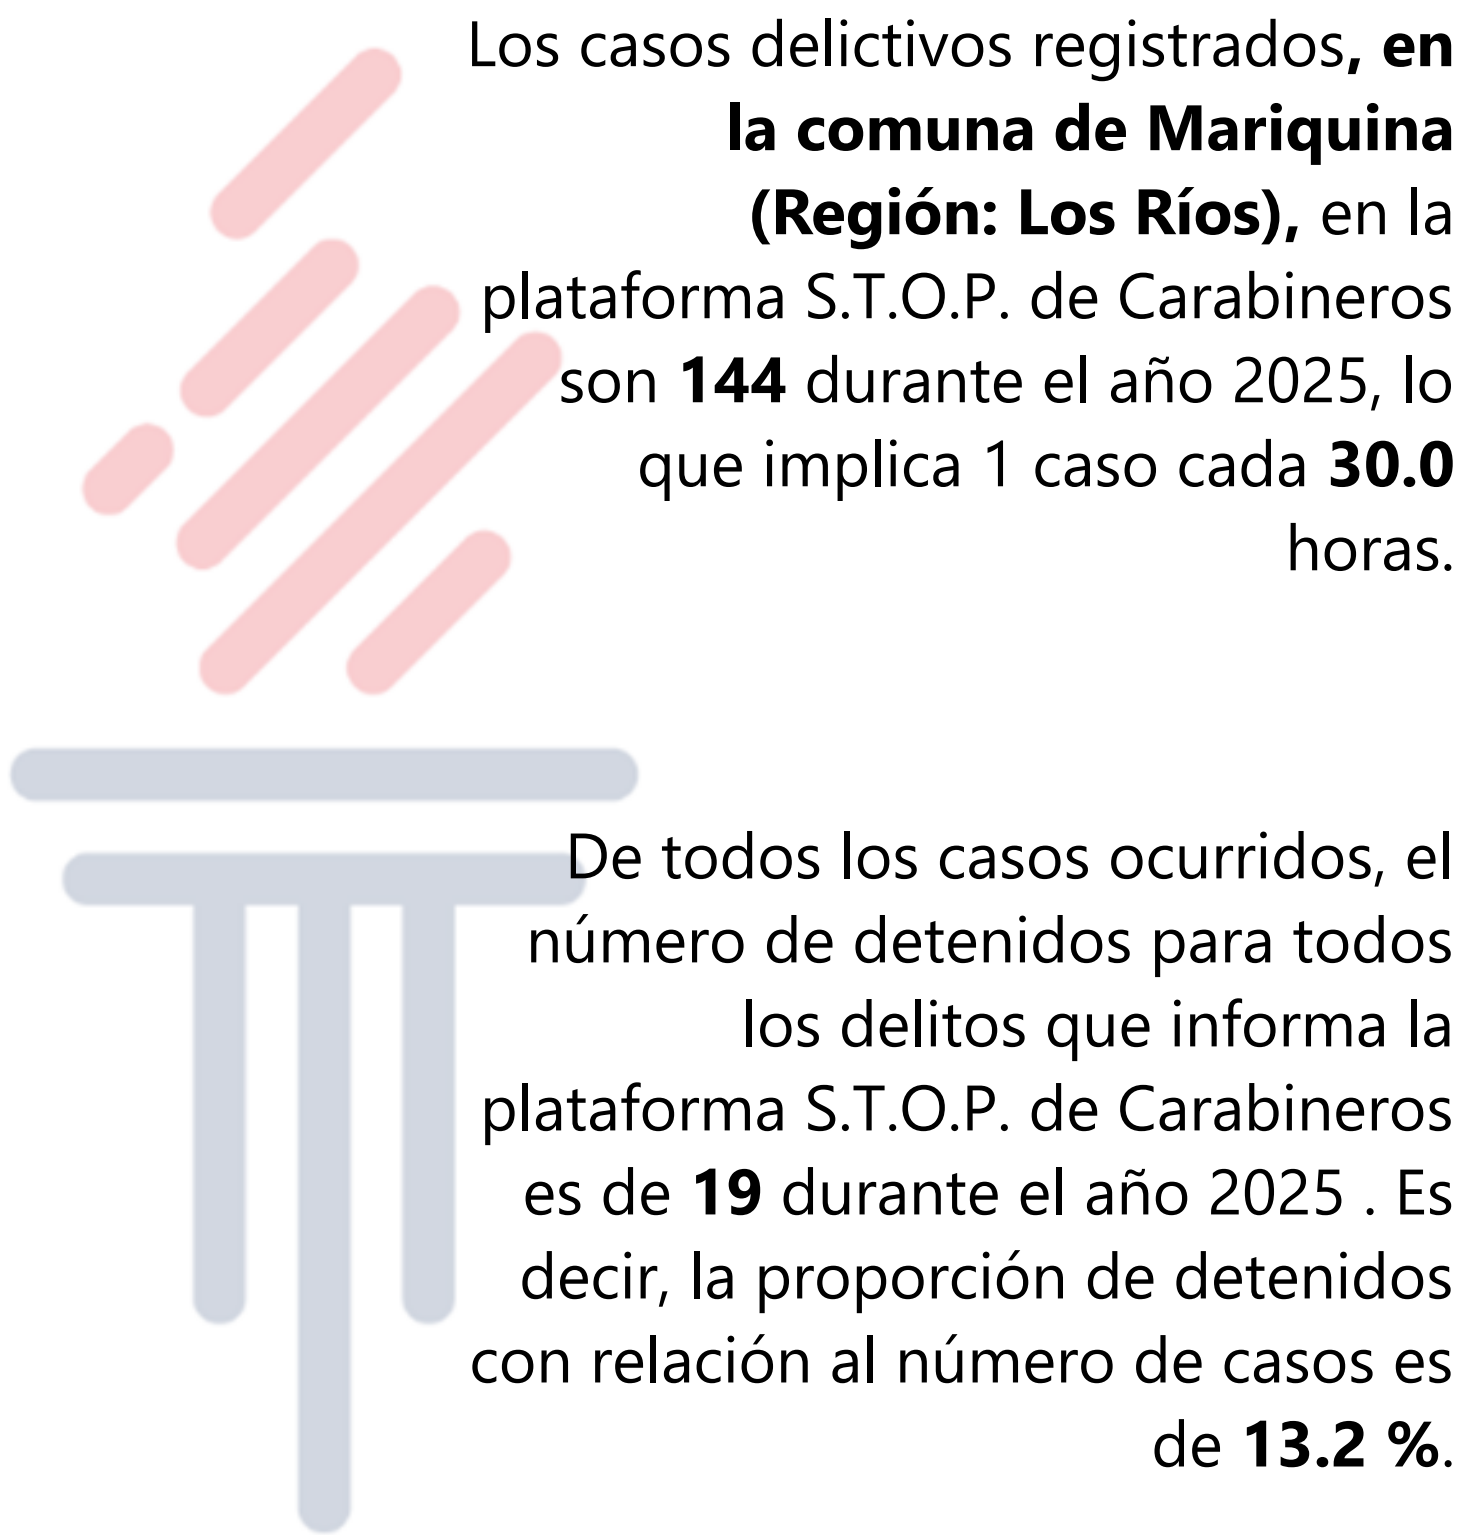 Los casos delictivos registrados, en
la comuna de Mariquina
(Región: Los Ríos), en la
plataforma S.T.O.P. de Carabineros
son 144 durante el año 2025, lo
que implica 1 caso cada 30.0
horas.
De todos los casos ocurridos, el
número de detenidos para todos
los delitos que informa la
plataforma S.T.O.P. de Carabineros
es de 19 durante el año 2025 . Es
decir, la proporción de detenidos
con relación al número de casos es
de 13.2 %.